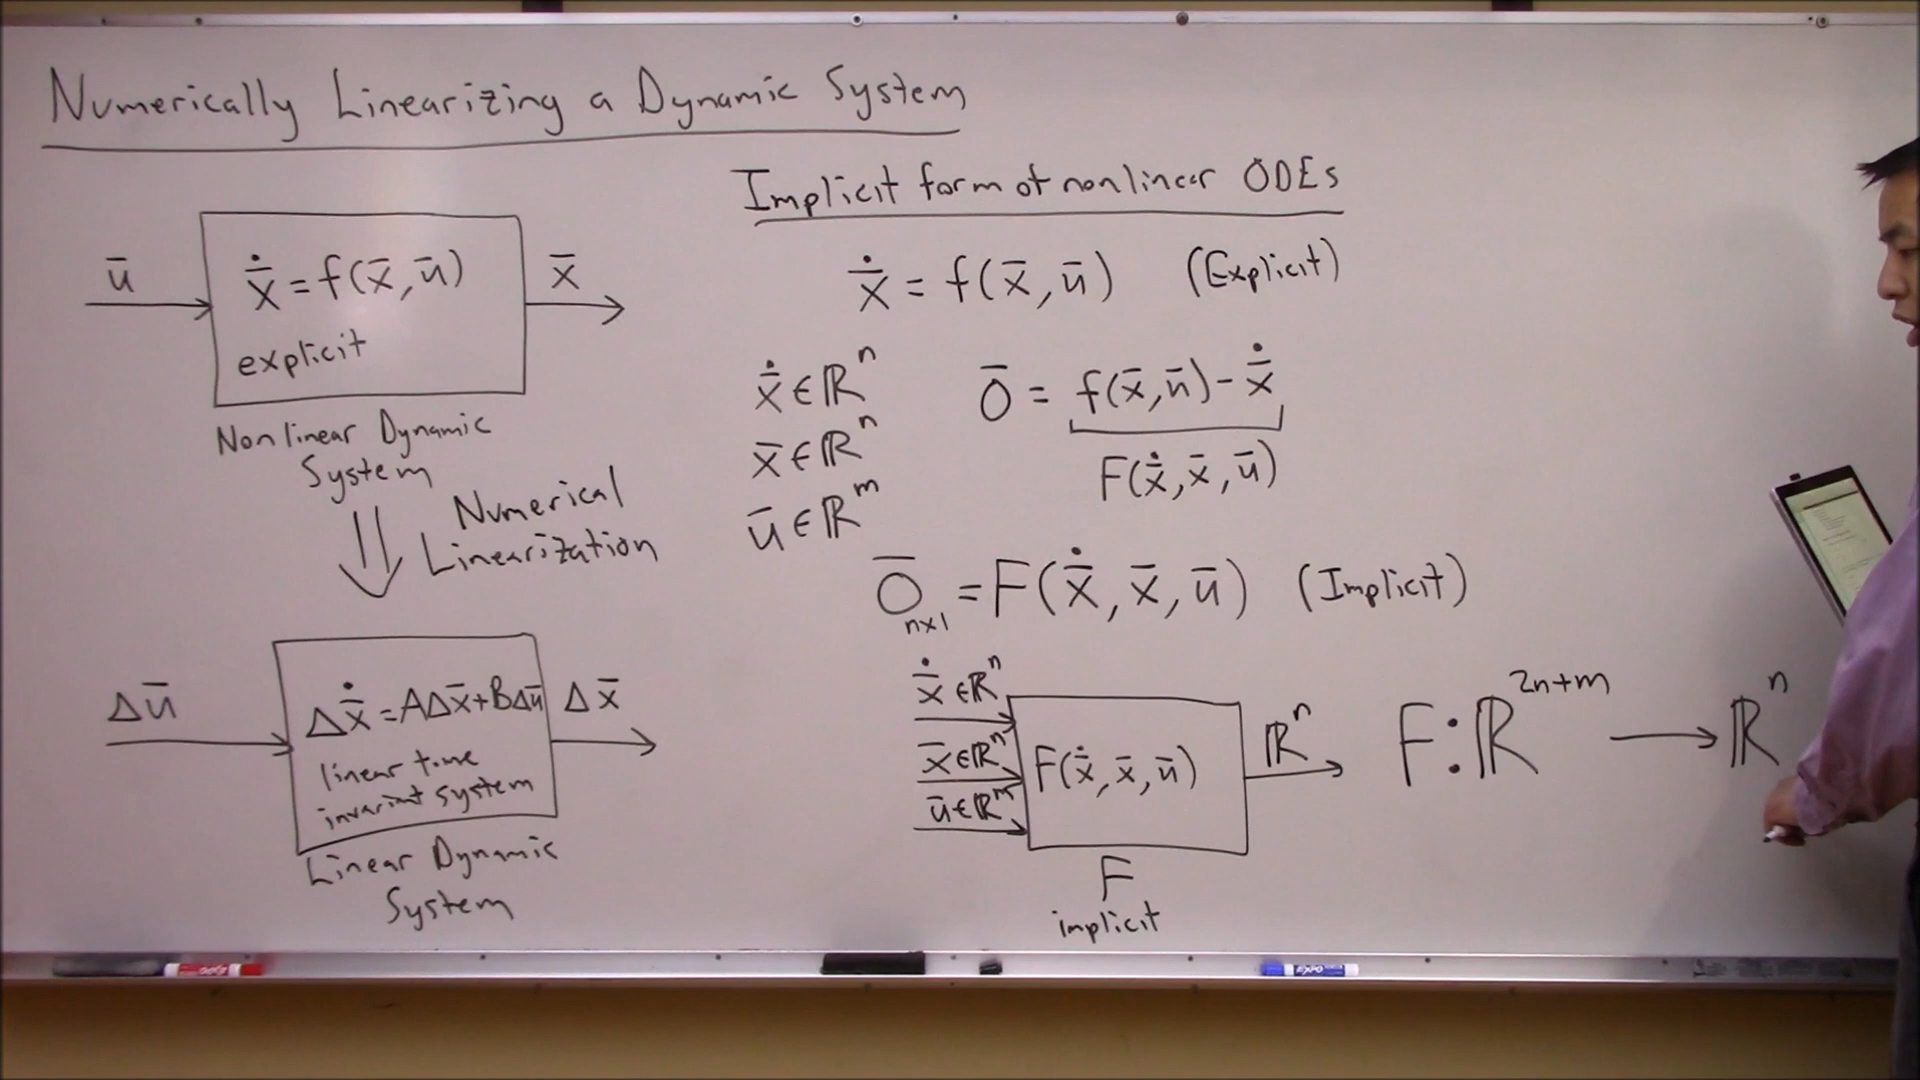 Numerically Linearizing a Dynamic System
ū
ẋ̄ = f(x̄, ū)
explicit
x̄
Nonlinear Dynamic
System
Numerical
Linearization
Δū
Δẋ̄ = AΔx̄ + BΔū
linear time
invariant system
Δx̄
Linear Dynamic
System
Implicit form of nonlinear ODEs
ẋ̄ = f(x̄, ū) (Explicit)
ẋ̄ ∈ ℝⁿ
x̄ ∈ ℝⁿ
ū ∈ ℝᵐ
0̄ = f(x̄, ū) - ẋ̄
F(ẋ̄, x̄, ū)
0̄ₙₓ₁ = F(ẋ̄, x̄, ū) (Implicit)
ẋ̄ ∈ ℝⁿ
x̄ ∈ ℝⁿ
ū ∈ ℝᵐ
F(ẋ̄, x̄, ū)
ℝⁿ
F
implicit
F: ℝ²ⁿ⁺ᵐ → ℝⁿ
EXPO